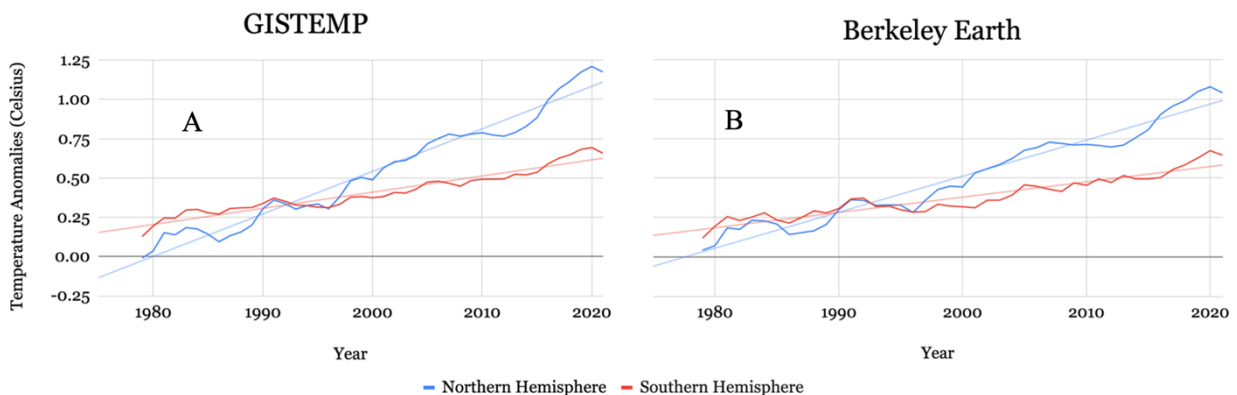 GISTEMP
Berkeley Earth
Temperature Anomalies (Celsius)
1.25
1.00
0.75
0.50
0.25
0.00
-0.25
A
B
1980 1990 2000 2010 2020
1980 1990 2000 2010 2020
Year
Year
Northern Hemisphere Southern Hemisphere